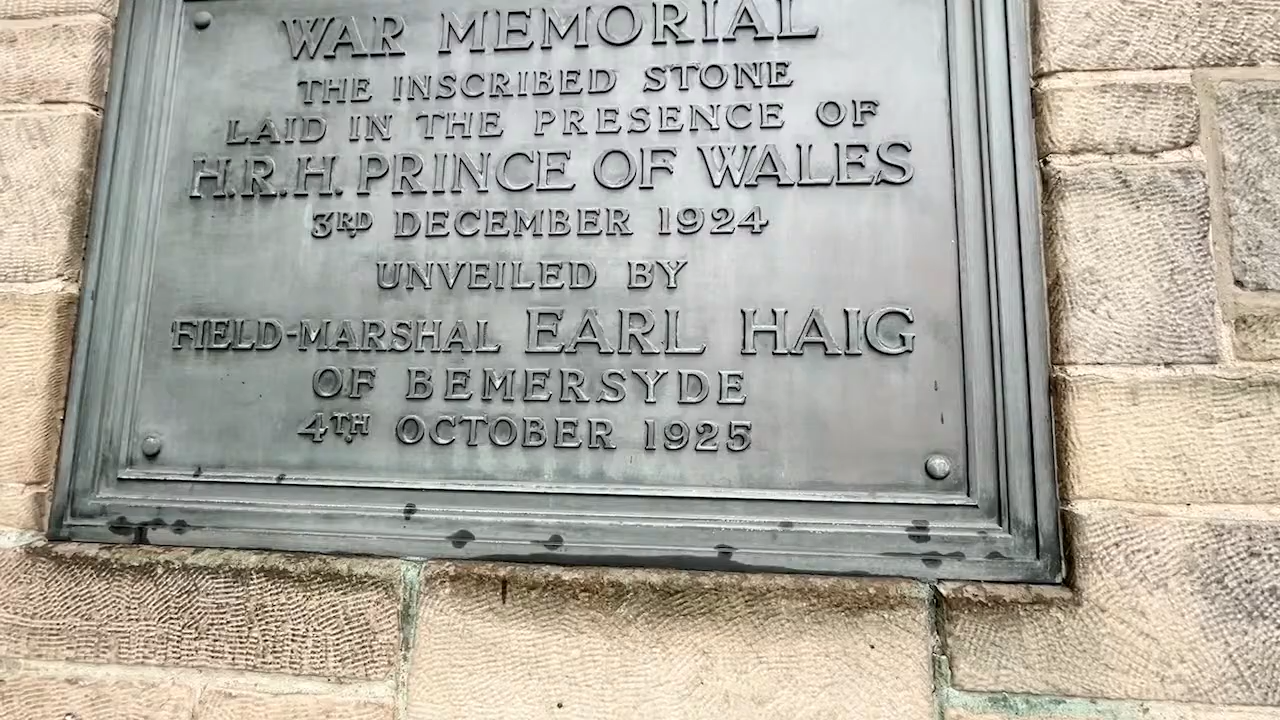 WAR MEMORIAL
THE INSCRIBED STONE
LAID IN THE PRESENCE OF
H.R.H. PRINCE OF WALES
3RD DECEMBER 1924
UNVEILED BY
FIELD-MARSHAL EARL HAIG
OF BEMERSYDE
4TH OCTOBER 1925